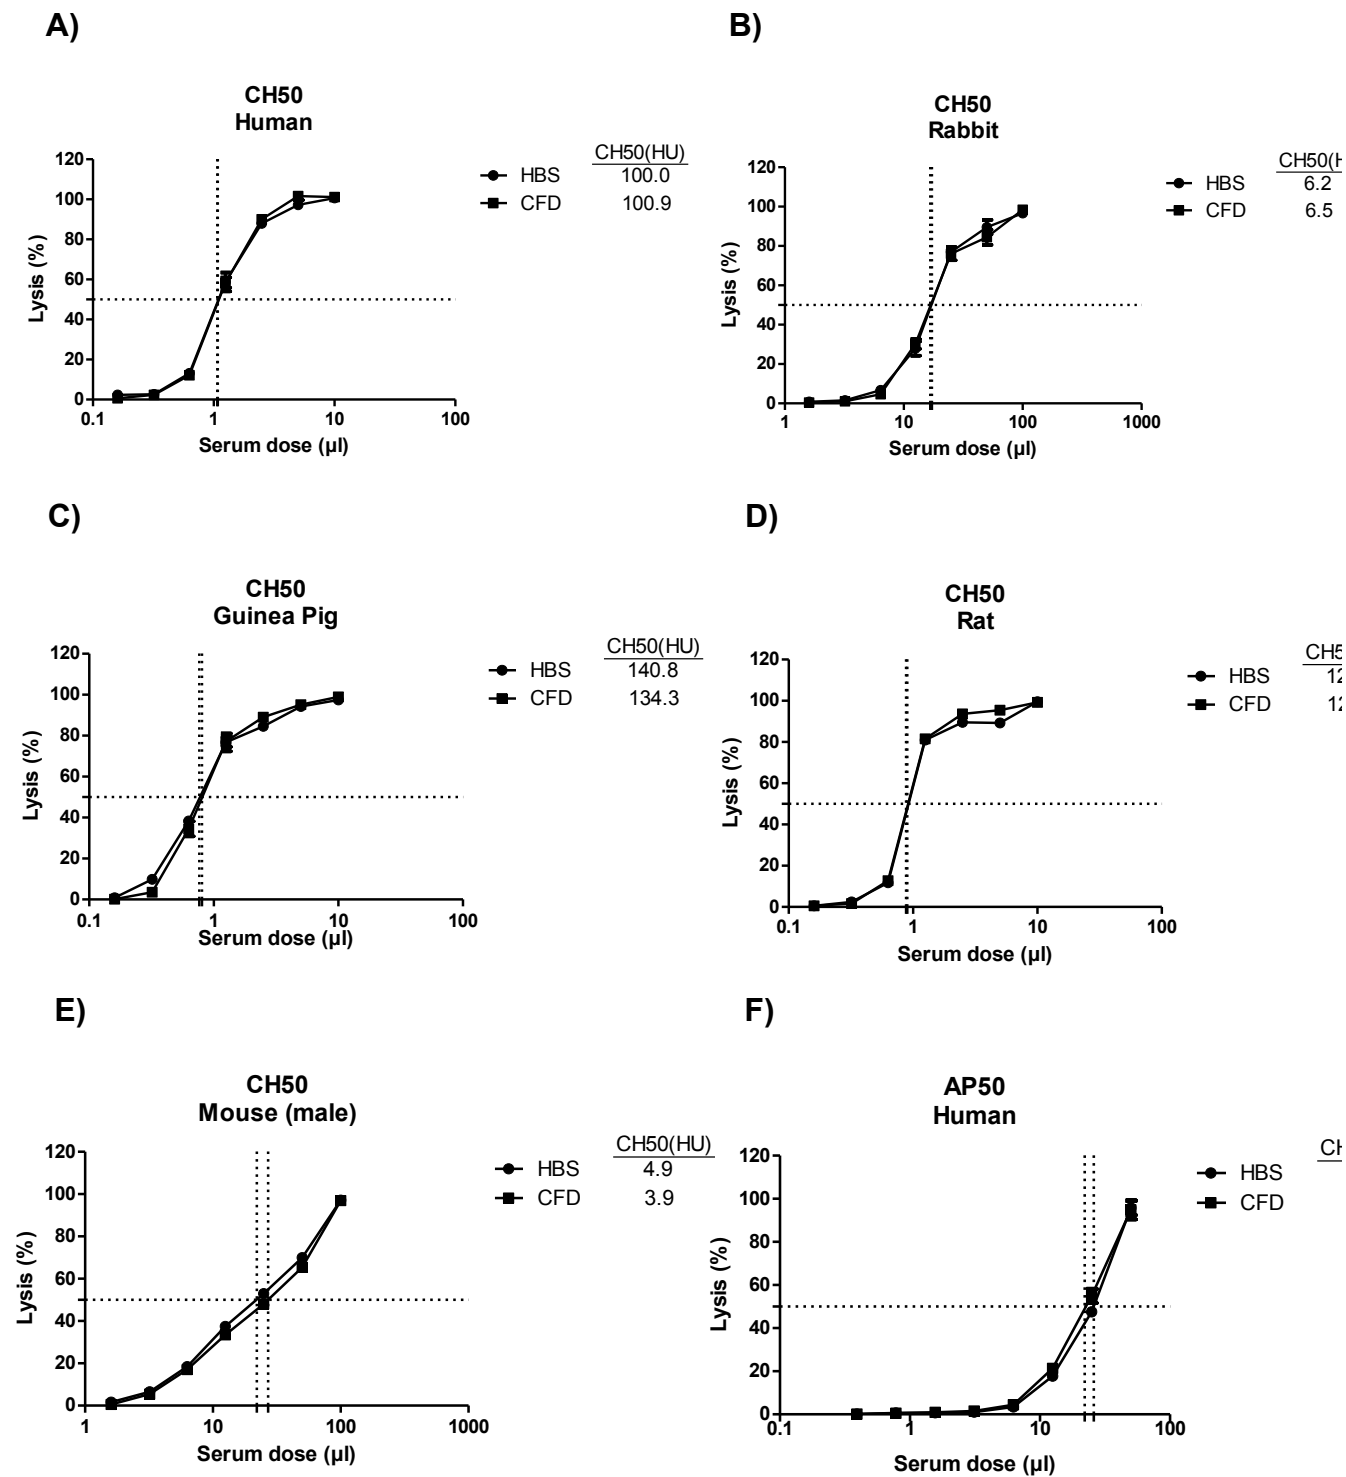 A)
CH50
Human
CH50(HU)
HBS 100.0
CFD 100.9
120
100
80
60
40
20
0
Lysis (%)
0.1 1 10 100
Serum dose (µl)
B)
CH50
Rabbit
CH50(H
HBS 6.2
CFD 6.5
120
100
80
60
40
20
0
Lysis (%)
1 10 100 1000
Serum dose (µl)
C)
CH50
Guinea Pig
CH50(HU)
HBS 140.8
CFD 134.3
120
100
80
60
40
20
0
Lysis (%)
0.1 1 10 100
Serum dose (µl)
D)
CH50
Rat
CH5
HBS 12
CFD 12
120
100
80
60
40
20
0
Lysis (%)
0.1 1 10 100
Serum dose (µl)
E)
CH50
Mouse (male)
CH50(HU)
HBS 4.9
CFD 3.9
120
100
80
60
40
20
0
Lysis (%)
1 10 100 1000
Serum dose (µl)
F)
AP50
Human
CH
HBS
CFD
120
100
80
60
40
20
0
Lysis (%)
0.1 1 10 100
Serum dose (µl)